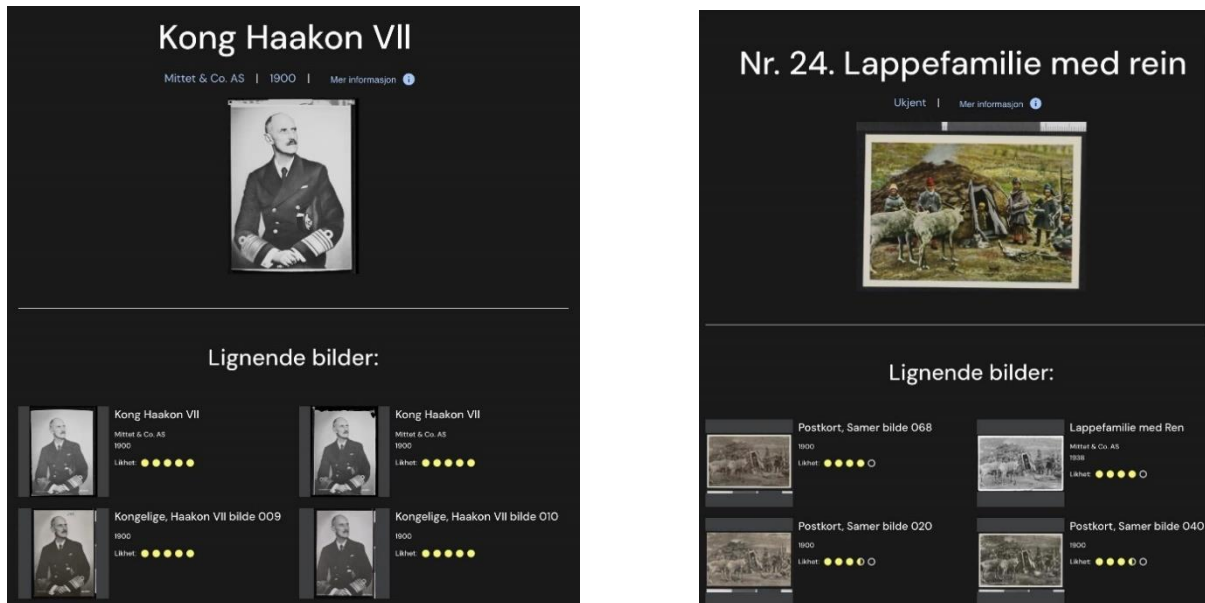 Kong Haakon VII
Mittet & Co. AS | 1900 | Mer informasjon
Lignende bilder:
Kong Haakon VII
Mittet & Co. AS
1900
Likhet:
Kong Haakon VII
Mittet & Co. AS
1900
Likhet:
Kongelige, Haakon VII bilde 009
1900
Likhet:
Kongelige, Haakon VII bilde 010
1900
Likhet:
Nr. 24. Lappefamilie med rein
Ukjent | Mer informasjon
Lignende bilder:
Postkort, Samer bilde 068
1900
Likhet:
Lappefamilie med Ren
Mittet & Co. AS
1938
Likhet:
Postkort, Samer bilde 020
1900
Likhet:
Postkort, Samer bilde 040
1900
Likhet: